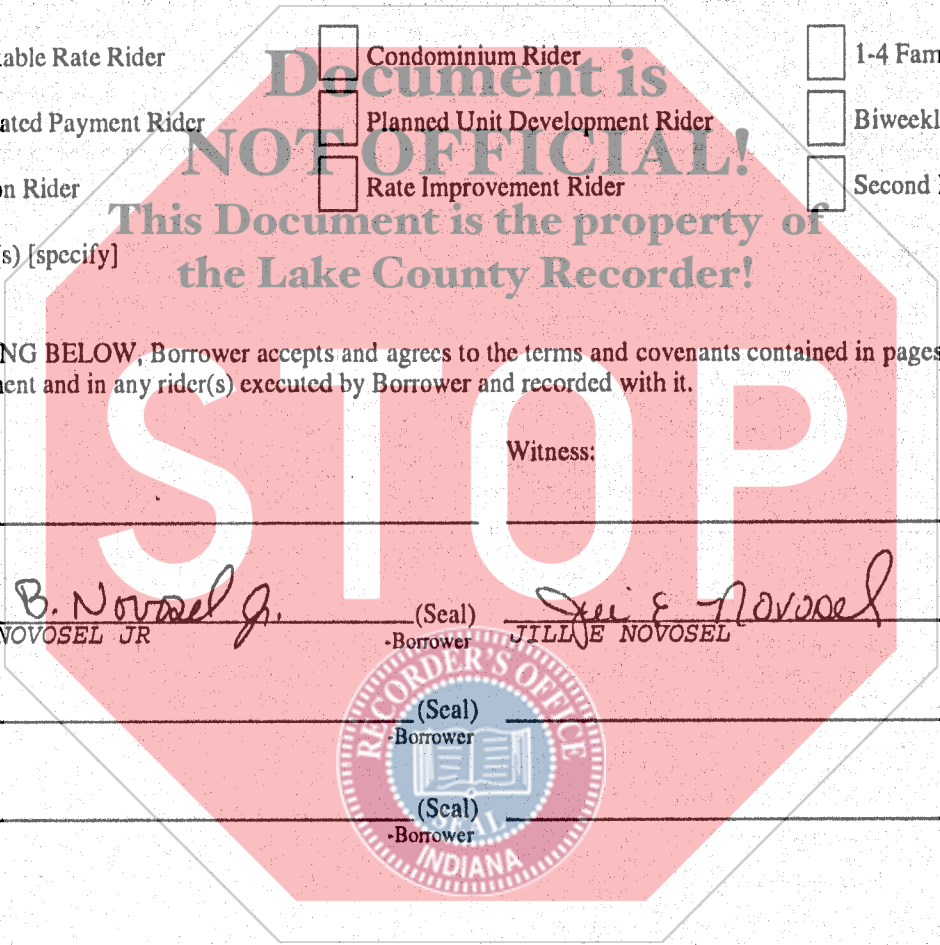 able Rate Rider Condominium Rider 1-4 Fam
Document is
ated Payment Rider Planned Unit Development Rider Biweekl
NOT OFFICIAL!
on Rider Rate Improvement Rider Second
This Document is the property of
(s) [specify]
the Lake County Recorder!
NG BELOW, Borrower accepts and agrees to the terms and covenants contained in pages
ent and in any rider(s) executed by Borrower and recorded with it.
STOP
Witness:
B. Novosel Jr. (Seal) Jill E Novosel
NOVOSEL JR -Borrower JILL E NOVOSEL
RECORDER'S OFFICE
(Seal)
-Borrower
(Seal)
SEAL
-Borrower
INDIANA